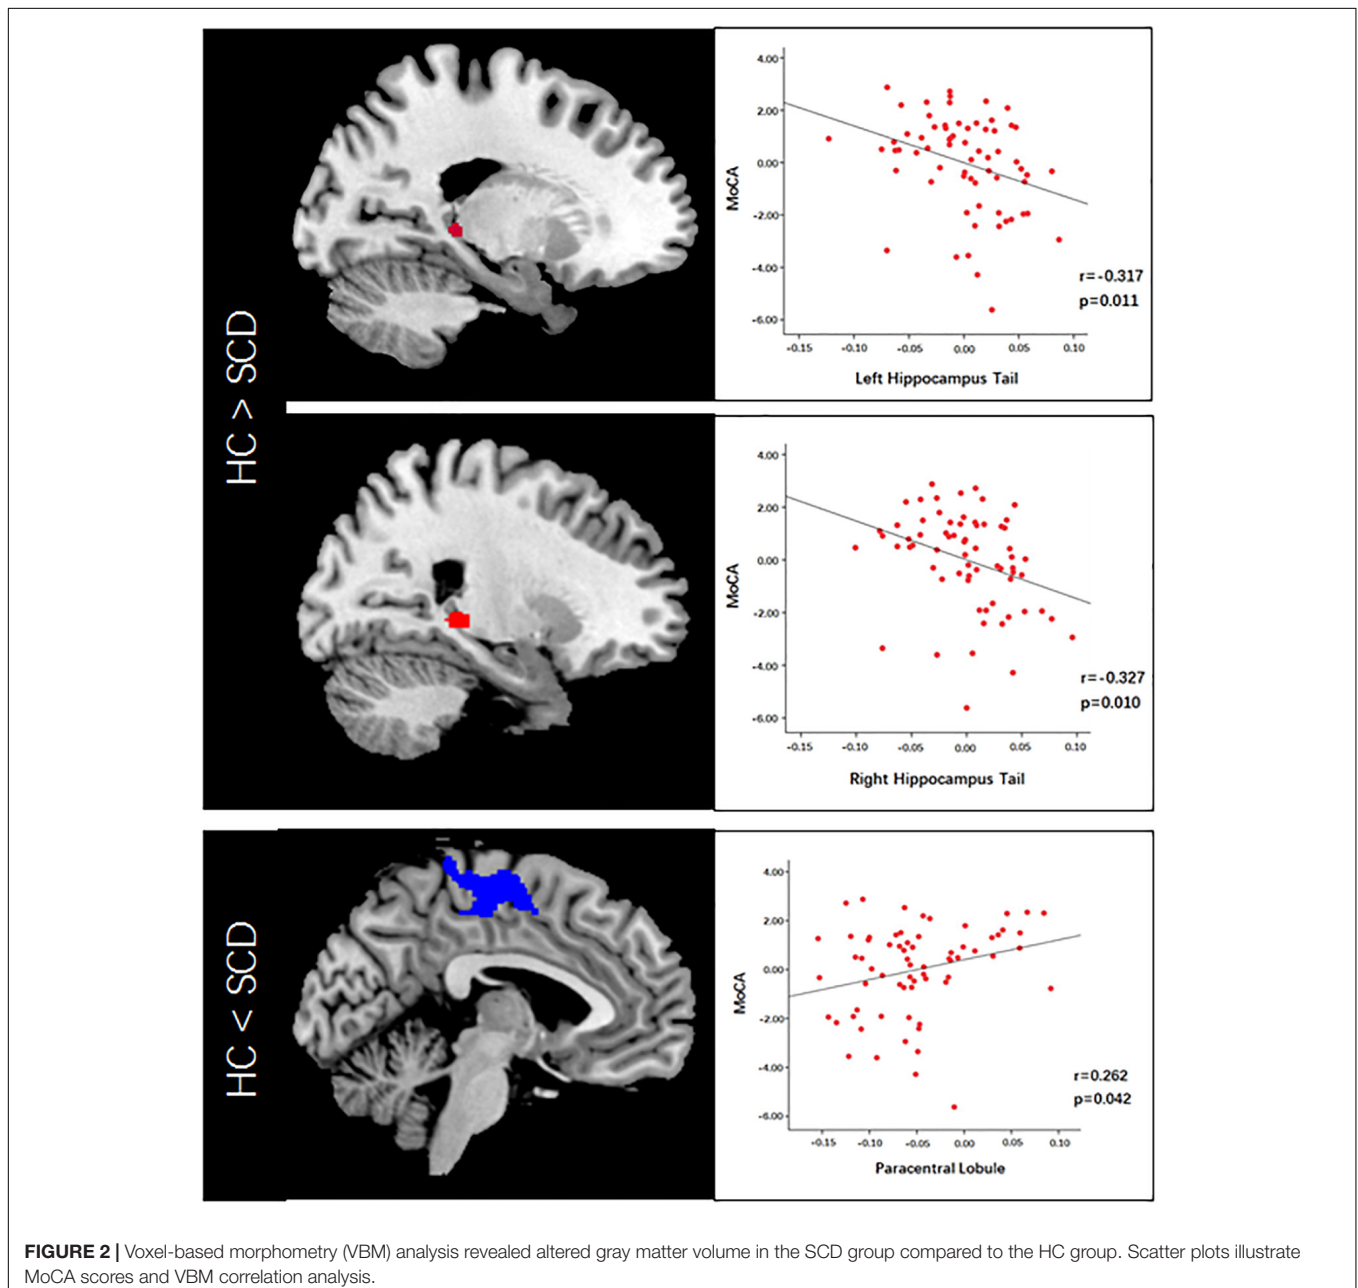 HC > SCD
4.00
2.00
0.00
-2.00
-4.00
-6.00
MoCA
r=-0.317
p=0.011
-0.15 -0.10 -0.05 0.00 0.05 0.10
Left Hippocampus Tail
4.00
2.00
0.00
-2.00
-4.00
-6.00
MoCA
r=-0.327
p=0.010
-0.15 -0.10 -0.05 0.00 0.05 0.10
Right Hippocampus Tail
HC < SCD
4.00
2.00
0.00
-2.00
-4.00
-6.00
MoCA
r=0.262
p=0.042
-0.15 -0.10 -0.05 0.00 0.05 0.10
Paracentral Lobule
FIGURE 2 | Voxel-based morphometry (VBM) analysis revealed altered gray matter volume in the SCD group compared to the HC group. Scatter plots illustrate
MoCA scores and VBM correlation analysis.